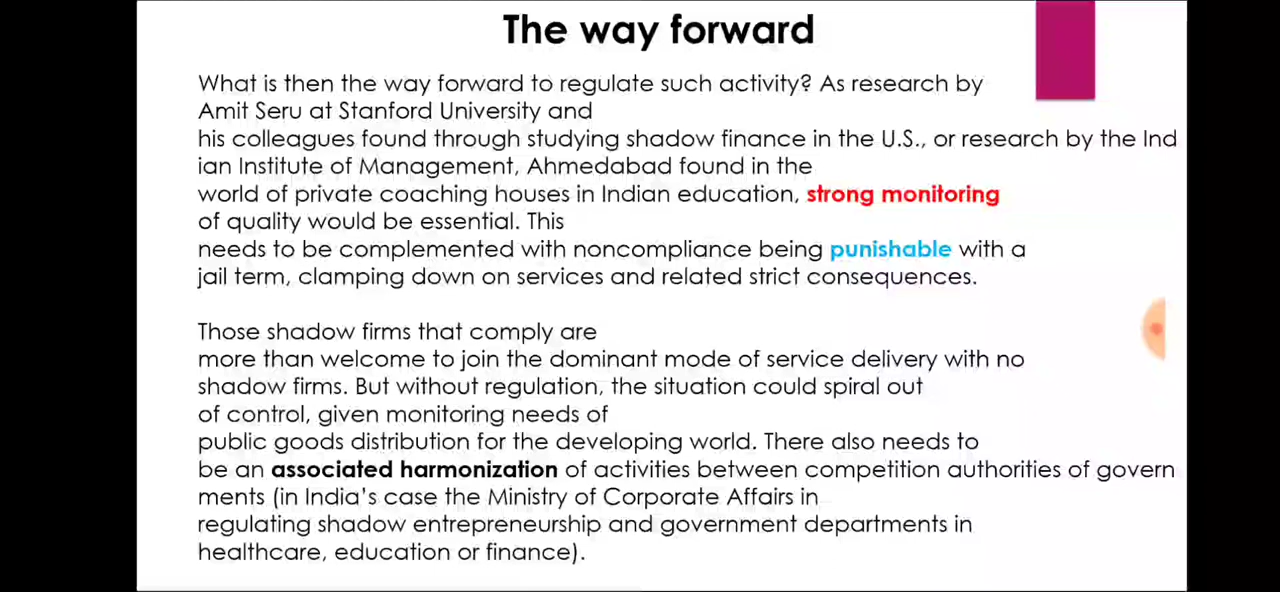 The way forward
What is then the way forward to regulate such activity? As research by
Amit Seru at Stanford University and
his colleagues found through studying shadow finance in the U.S., or research by the Ind
ian Institute of Management, Ahmedabad found in the
world of private coaching houses in Indian education, strong monitoring
of quality would be essential. This
needs to be complemented with noncompliance being punishable with a
jail term, clamping down on services and related strict consequences.
Those shadow firms that comply are
more than welcome to join the dominant mode of service delivery with no
shadow firms. But without regulation, the situation could spiral out
of control, given monitoring needs of
public goods distribution for the developing world. There also needs to
be an associated harmonization of activities between competition authorities of govern
ments (in India's case the Ministry of Corporate Affairs in
regulating shadow entrepreneurship and government departments in
healthcare, education or finance).